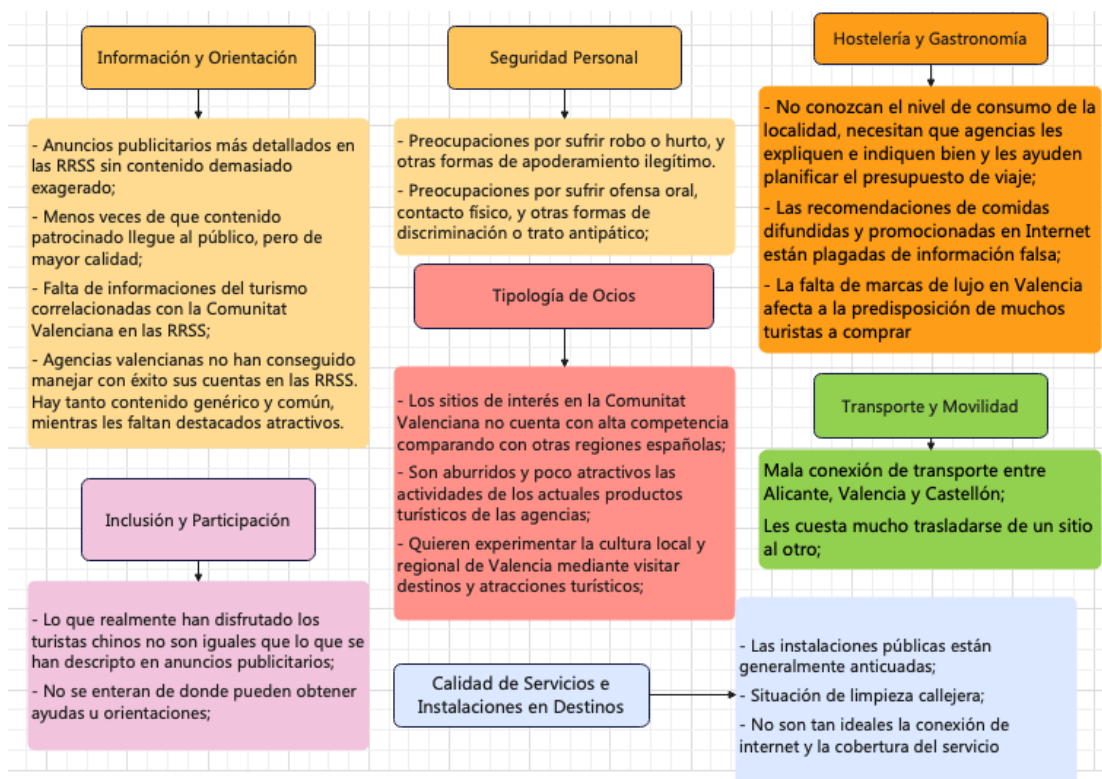 Información y Orientación
- Anuncios publicitarios más detallados en
las RRSS sin contenido demasiado
exagerado;
- Menos veces de que contenido
patrocinado llegue al público, pero de
mayor calidad;
- Falta de informaciones del turismo
correlacionadas con la Comunitat
Valenciana en las RRSS;
- Agencias valencianas no han conseguido
manejar con éxito sus cuentas en las RRSS.
Hay tanto contenido genérico y común,
mientras les faltan destacados atractivos.
Inclusión y Participación
- Lo que realmente han disfrutado los
turistas chinos no son iguales que lo que se
han descripto en anuncios publicitarios;
- No se enteran de donde pueden obtener
ayudas u orientaciones;
Seguridad Personal
- Preocupaciones por sufrir robo o hurto, y
otras formas de apoderamiento ilegítimo.
- Preocupaciones por sufrir ofensa oral,
contacto físico, y otras formas de
discriminación o trato antipático;
Tipología de Ocios
- Los sitios de interés en la Comunitat
Valenciana no cuenta con alta competencia
comparando con otras regiones españolas;
- Son aburridos y poco atractivos las
actividades de los actuales productos
turísticos de las agencias;
- Quieren experimentar la cultura local y
regional de Valencia mediante visitar
destinos y atracciones turísticos;
Calidad de Servicios e
Instalaciones en Destinos
- Las instalaciones públicas están
generalmente anticuadas;
- Situación de limpieza callejera;
- No son tan ideales la conexión de
internet y la cobertura del servicio
Hostelería y Gastronomía
- No conozcan el nivel de consumo de la
localidad, necesitan que agencias les
expliquen e indiquen bien y les ayuden
planificar el presupuesto de viaje;
- Las recomendaciones de comidas
difundidas y promocionadas en Internet
están plagadas de información falsa;
- La falta de marcas de lujo en Valencia
afecta a la predisposición de muchos
turistas a comprar
Transporte y Movilidad
Mala conexión de transporte entre
Alicante, Valencia y Castellón;
Les cuesta mucho trasladarse de un sitio
al otro;